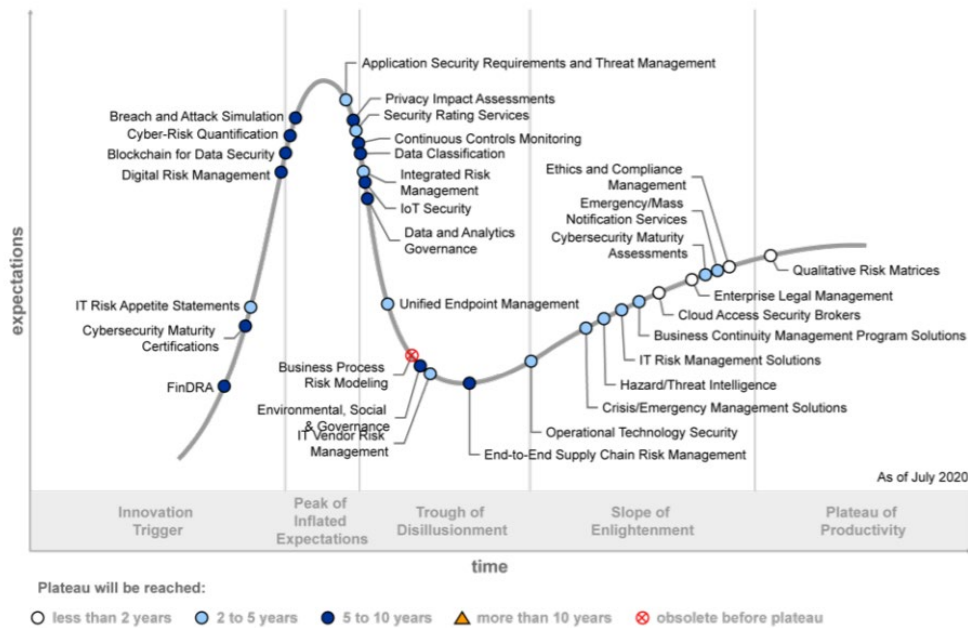 expectations
Application Security Requirements and Threat Management
Breach and Attack Simulation
Cyber-Risk Quantification
Blockchain for Data Security
Digital Risk Management
Privacy Impact Assessments
Security Rating Services
Continuous Controls Monitoring
Data Classification
Integrated Risk
Management
IoT Security
Data and Analytics
Governance
IT Risk Appetite Statements
Cybersecurity Maturity
Certifications
FinDRA
Unified Endpoint Management
Business Process
Risk Modeling
Environmental, Social
& Governance
IT Vendor Risk
Management
Ethics and Compliance
Management
Emergency/Mass
Notification Services
Cybersecurity Maturity
Assessments
Qualitative Risk Matrices
Enterprise Legal Management
Cloud Access Security Brokers
Business Continuity Management Program Solutions
IT Risk Management Solutions
Hazard/Threat Intelligence
Crisis/Emergency Management Solutions
Operational Technology Security
End-to-End Supply Chain Risk Management
As of July 2020
Innovation
Trigger
Peak of
Inflated
Expectations
Trough of
Disillusionment
Slope of
Enlightenment
Plateau of
Productivity
time
Plateau will be reached:
less than 2 years
2 to 5 years
5 to 10 years
more than 10 years
obsolete before plateau